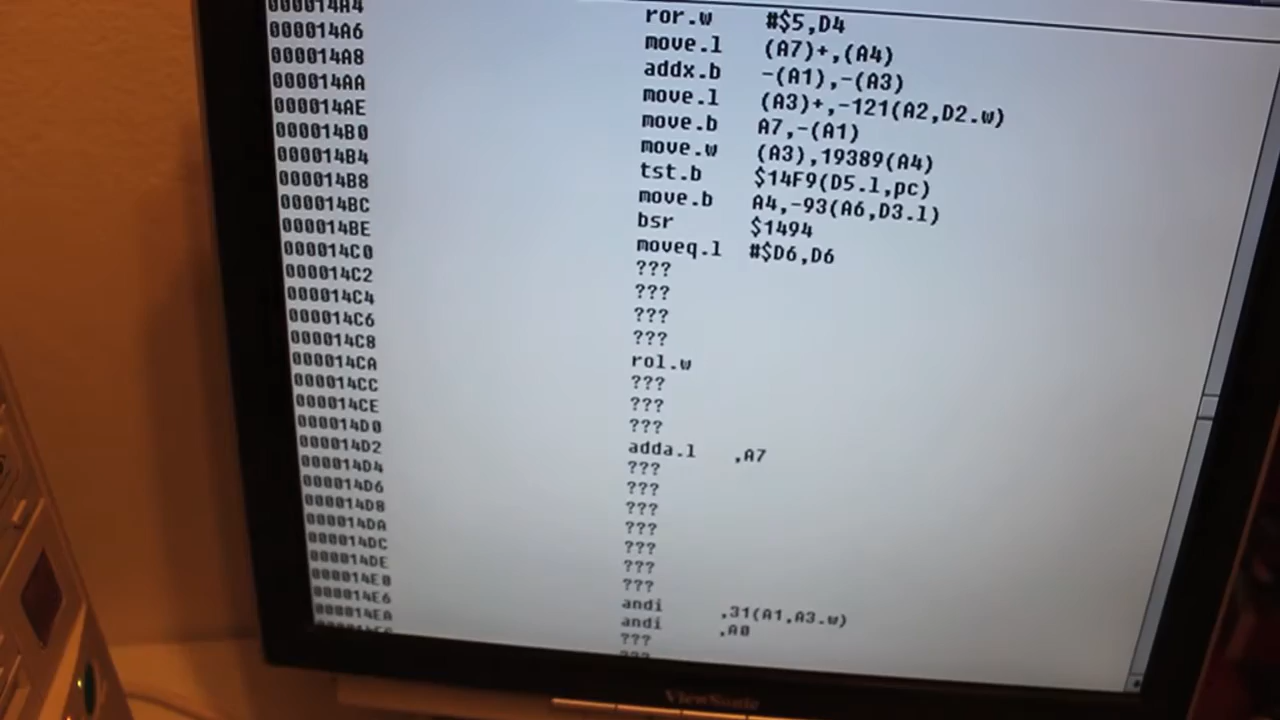 000014A4 ror.w #$5,D4
000014A6 move.l (A7)+,(A4)
000014A8 addx.b -(A1),-(A3)
000014AA move.l (A3)+,-121(A2,D2.w)
000014AE move.b A7,-(A1)
000014B0 move.w (A3),19389(A4)
000014B4 tst.b $14F9(D5.l,pc)
000014B8 move.b A4,-93(A6,D3.l)
000014BC bsr $1494
000014BE moveq.l #$D6,D6
000014C0 ???
000014C2 ???
000014C4 ???
000014C6 ???
000014C8 rol.w
000014CA ???
000014CC ???
000014CE ???
000014D0 adda.l ,A7
000014D2 ???
000014D4 ???
000014D6 ???
000014D8 ???
000014DA ???
000014DC ???
000014DE ???
000014E0 andi ,31(A1,A3.w)
000014E6 andi ,A0
000014EA ???
ViewSonic